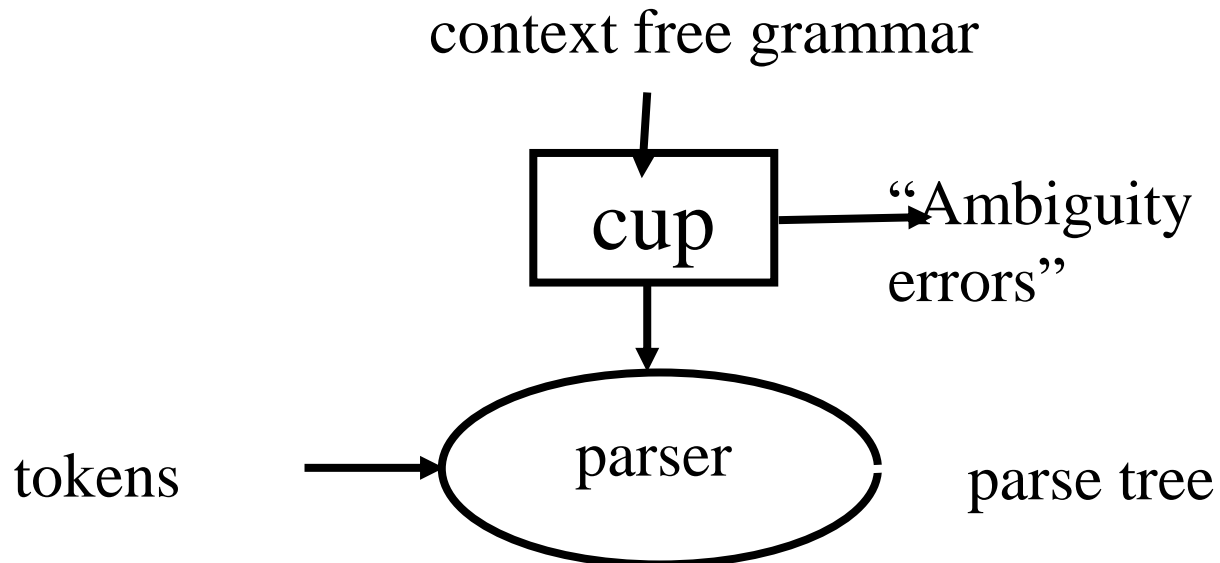 context free grammar
cup
“Ambiguity
errors”
tokens
parser
parse tree